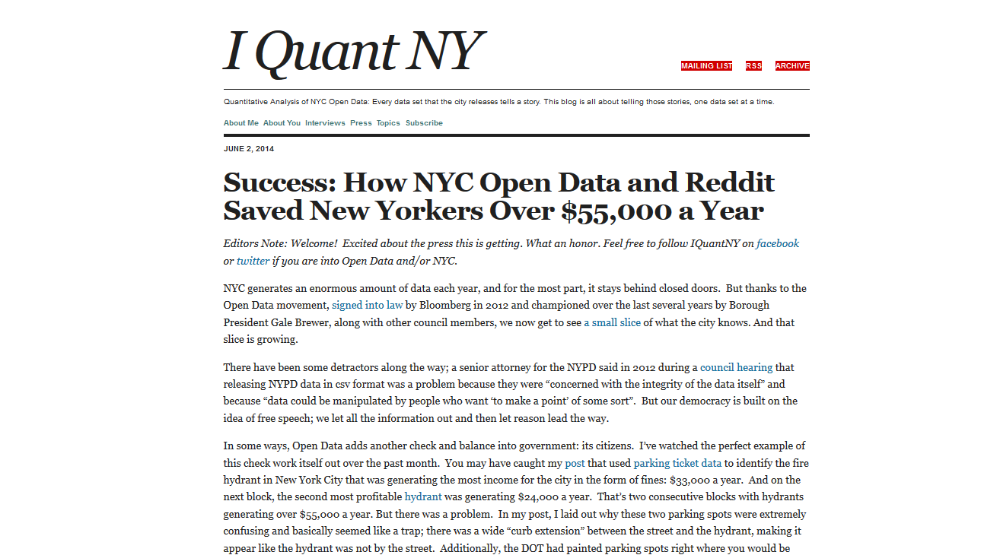 I Quant NY
MAILING LIST RSS ARCHIVE
Quantitative Analysis of NYC Open Data: Every data set that the city releases tells a story. This blog is all about telling those stories, one data set at a time.
About Me About You Interviews Press Topics Subscribe
JUNE 2, 2014
Success: How NYC Open Data and Reddit
Saved New Yorkers Over $55,000 a Year
Editors Note: Welcome!  Excited about the press this is getting. What an honor. Feel free to follow IQuantNY on facebook
or twitter if you are into Open Data and/or NYC.
NYC generates an enormous amount of data each year, and for the most part, it stays behind closed doors.  But thanks to the
Open Data movement, signed into law by Bloomberg in 2012 and championed over the last several years by Borough
President Gale Brewer, along with other council members, we now get to see a small slice of what the city knows. And that
slice is growing.
There have been some detractors along the way; a senior attorney for the NYPD said in 2012 during a council hearing that
releasing NYPD data in csv format was a problem because they were “concerned with the integrity of the data itself” and
because “data could be manipulated by people who want ‘to make a point’ of some sort”.  But our democracy is built on the
idea of free speech; we let all the information out and then let reason lead the way.
In some ways, Open Data adds another check and balance into government: its citizens.  I’ve watched the perfect example of
this check work itself out over the past month.  You may have caught my post that used parking ticket data to identify the fire
hydrant in New York City that was generating the most income for the city in the form of fines: $33,000 a year.  And on the
next block, the second most profitable hydrant was generating $24,000 a year.  That’s two consecutive blocks with hydrants
generating over $55,000 a year. But there was a problem.  In my post, I laid out why these two parking spots were extremely
confusing and basically seemed like a trap; there was a wide “curb extension” between the street and the hydrant, making it
appear like the hydrant was not by the street.  Additionally, the DOT had painted parking spots right where you would be